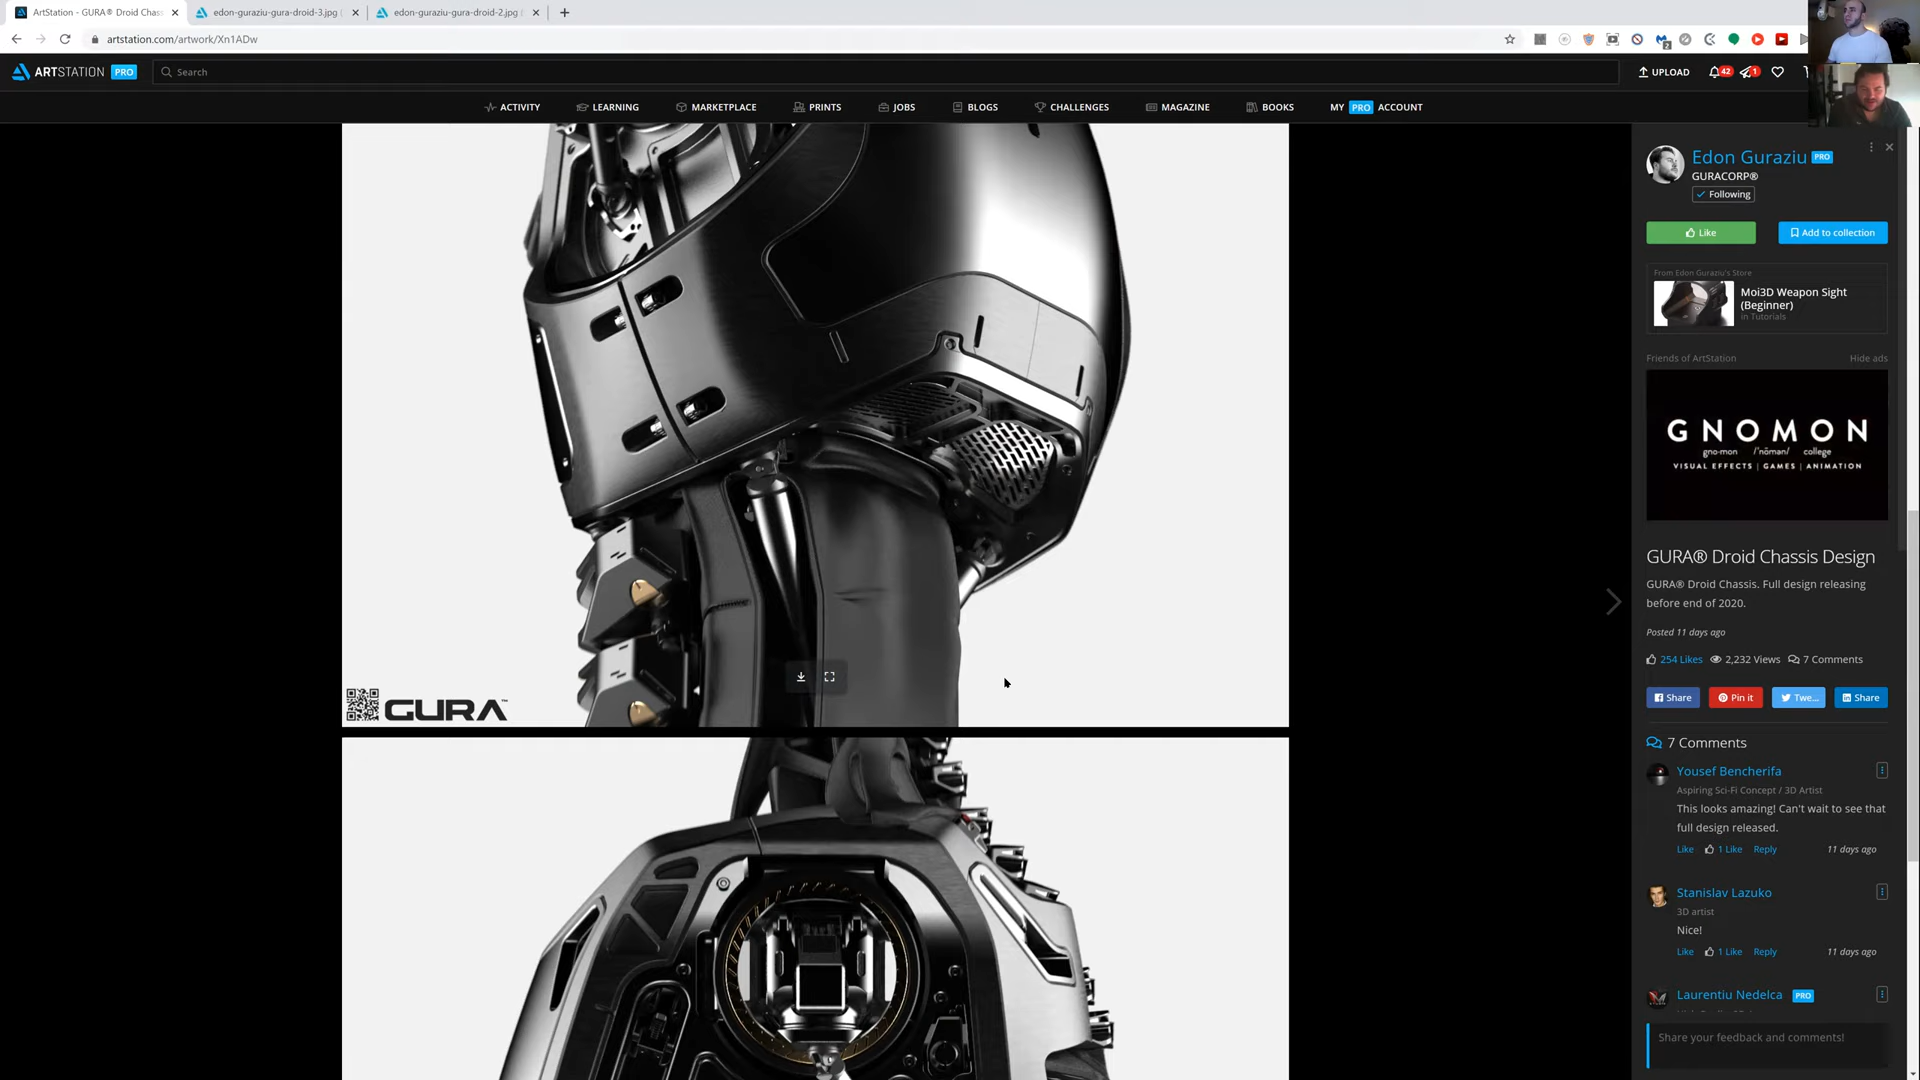 ArtStation - GURA® Droid Chass
edon-guraziu-gura-droid-3.jpg (
edon-guraziu-gura-droid-2.jpg (
artstation.com/artwork/Xn1ADw
2
ARTSTATION PRO
Search
UPLOAD
42
1
ACTIVITY
LEARNING
MARKETPLACE
PRINTS
JOBS
BLOGS
CHALLENGES
MAGAZINE
BOOKS
MY PRO ACCOUNT
Edon Guraziu PRO
GURACORP®
Following
Like
Add to collection
From Edon Guraziu's Store
Moi3D Weapon Sight
(Beginner)
in Tutorials
Friends of ArtStation
Hide ads
GNOMON
gno·mon /ˈnōmän/ college
VISUAL EFFECTS | GAMES | ANIMATION
GURA® Droid Chassis Design
GURA® Droid Chassis. Full design releasing
before end of 2020.
Posted 11 days ago
254 Likes 2,232 Views 7 Comments
Share
Pin it
Twe...
Share
GURA™
7 Comments
Yousef Bencherifa
Aspiring Sci-Fi Concept / 3D Artist
This looks amazing! Can't wait to see that
full design released.
Like 1 Like Reply 11 days ago
Stanislav Lazuko
3D artist
Nice!
Like 1 Like Reply 11 days ago
Laurentiu Nedelca PRO
Share your feedback and comments!